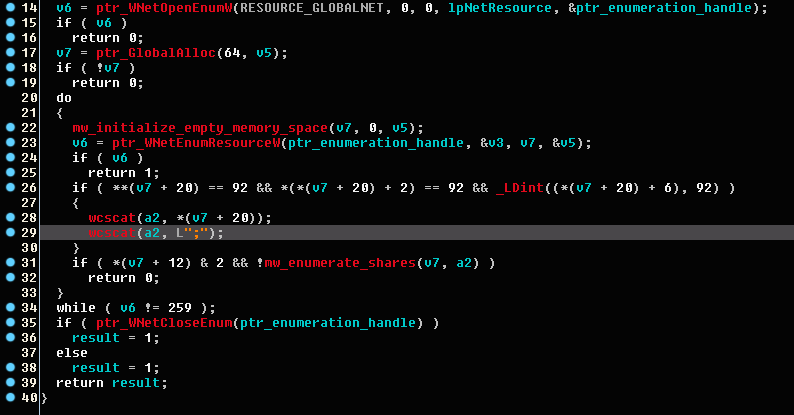 14 v6 = ptr_WNetOpenEnumW(RESOURCE_GLOBALNET, 0, 0, lpNetResource, &ptr_enumeration_handle);
15 if ( v6 )
16 return 0;
17 v7 = ptr_GlobalAlloc(64, v5);
18 if ( !v7 )
19 return 0;
20 do
21 {
22 mw_initialize_empty_memory_space(v7, 0, v5);
23 v6 = ptr_WNetEnumResourceW(ptr_enumeration_handle, &v3, v7, &v5);
24 if ( v6 )
25 return 1;
26 if ( **(v7 + 20) == 92 && *(*(v7 + 20) + 2) == 92 && _LDint((*(v7 + 20) + 6), 92) )
27 {
28 wcscat(a2, *(v7 + 20));
29 wcscat(a2, L";");
30 }
31 if ( *(v7 + 12) & 2 && !mw_enumerate_shares(v7, a2) )
32 return 0;
33 }
34 while ( v6 != 259 );
35 if ( ptr_WNetCloseEnum(ptr_enumeration_handle) )
36 result = 1;
37 else
38 result = 1;
39 return result;
40 }